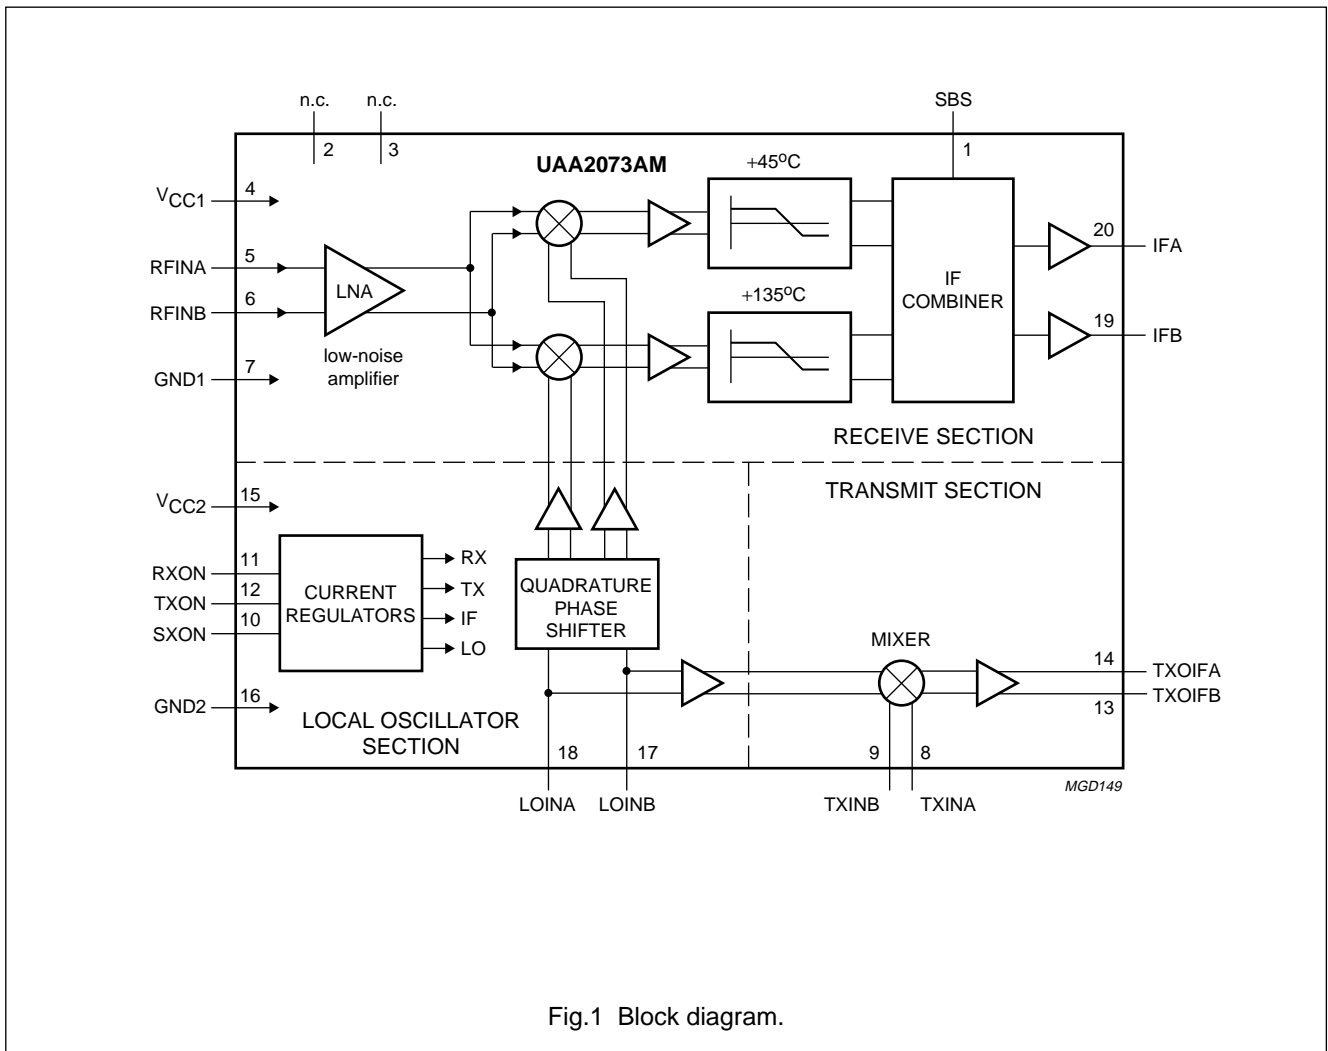 n.c. n.c. SBS
2 3 1
UAA2073AM
+45°C
VCC1 4
RFINA 5
RFINB 6
GND1 7
LNA
low-noise
amplifier
+135°C
IF
COMBINER
20 IFA
19 IFB
RECEIVE SECTION
TRANSMIT SECTION
VCC2 15
RXON 11
TXON 12
SXON 10
GND2 16
CURRENT
REGULATORS
RX
TX
IF
LO
QUADRATURE
PHASE
SHIFTER
MIXER
14 TXOIFA
TXOIFB
13
LOCAL OSCILLATOR
SECTION
18 17 9 8
LOINA LOINB TXINB TXINA
MGD149
Fig.1 Block diagram.